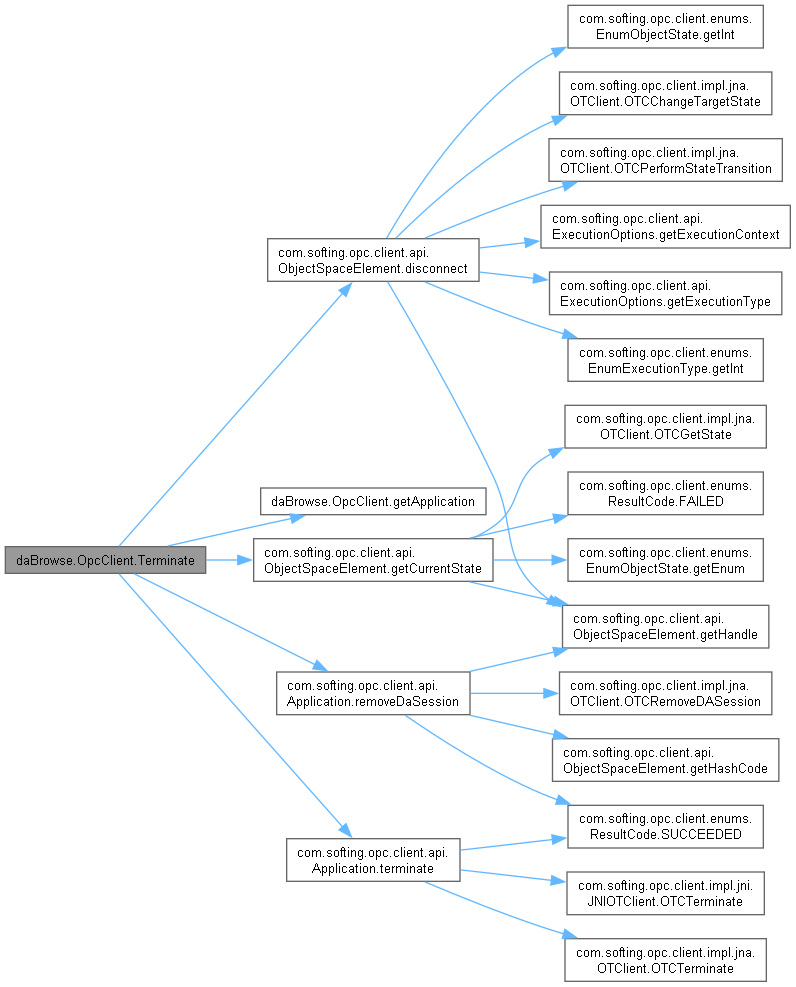 com.softing.opc.client.enums.
EnumObjectState.getInt
com.softing.opc.client.impl.jna.
OTClient.OTCChangeTargetState
com.softing.opc.client.impl.jna.
OTClient.OTCPerformStateTransition
com.softing.opc.client.api.
ExecutionOptions.getExecutionContext
com.softing.opc.client.api.
ObjectSpaceElement.disconnect
com.softing.opc.client.api.
ExecutionOptions.getExecutionType
com.softing.opc.client.enums.
EnumExecutionType.getInt
com.softing.opc.client.impl.jna.
OTClient.OTCGetState
com.softing.opc.client.enums.
ResultCode.FAILED
daBrowse.OpcClient.getApplication
daBrowse.OpcClient.Terminate
com.softing.opc.client.api.
ObjectSpaceElement.getCurrentState
com.softing.opc.client.enums.
EnumObjectState.getEnum
com.softing.opc.client.api.
ObjectSpaceElement.getHandle
com.softing.opc.client.api.
Application.removeDaSession
com.softing.opc.client.impl.jna.
OTClient.OTCRemoveDASession
com.softing.opc.client.api.
ObjectSpaceElement.getHashCode
com.softing.opc.client.enums.
ResultCode.SUCCEEDED
com.softing.opc.client.api.
Application.terminate
com.softing.opc.client.impl.jni.
JNIOTClient.OTCTerminate
com.softing.opc.client.impl.jna.
OTClient.OTCTerminate